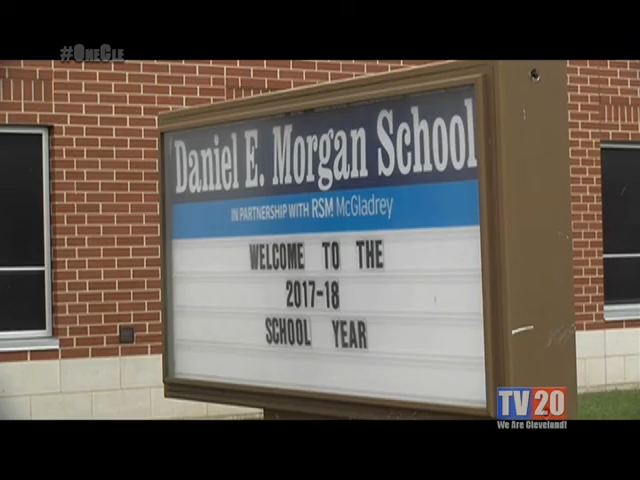 #OneCle
Daniel E. Morgan School
IN PARTNERSHIP WITH RSM McGladrey
WELCOME TO THE
2017-18
SCHOOL YEAR
TV20
We Are Cleveland!